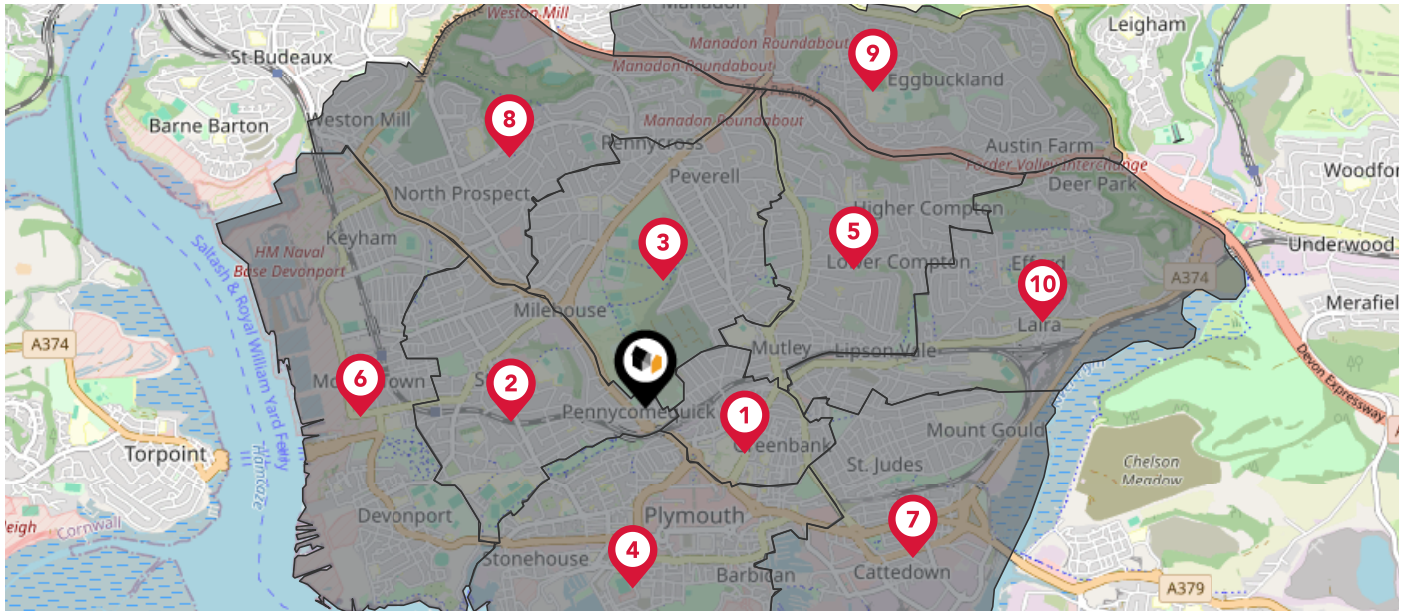 Manadon
B - Weston Mill
Leigham
Manadon Roundabout
St Budeaux
9
Manadon Roundabout
Eggbuckland
The Parkway
Barne Barton
8
Weston Mill
Manadon Roundabout
Pennycross
Austin Farm
Forder Valley Interchange
Woodfor
Peverell
Deer Park
North Prospect
Higher Compton
Keyham
3
5
HM Naval
Base Devonport
Underwood
Lower Compton
Efford
A374
Saltash & Royal William Yard Ferry
10
Merafiel
Milehouse
Laira
A374
Mutley
Lipson Vale
Devon Expressway
6
2
Pennycomequick
1
Greenbank
Mount Gould
Torpoint
Hamoaze
St. Judes
Chelson
Meadow
leigh
Cornwall
Devonport
Plymouth
7
Stonehouse
4
Barbican
Cattedown
A379